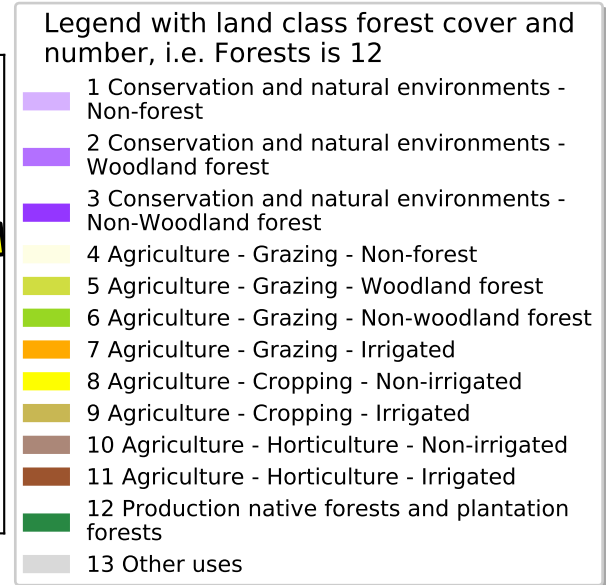 Legend with land class forest cover and
number, i.e. Forests is 12
1 Conservation and natural environments -
Non-forest
2 Conservation and natural environments -
Woodland forest
3 Conservation and natural environments -
Non-Woodland forest
4 Agriculture - Grazing - Non-forest
5 Agriculture - Grazing - Woodland forest
6 Agriculture - Grazing - Non-woodland forest
7 Agriculture - Grazing - Irrigated
8 Agriculture - Cropping - Non-irrigated
9 Agriculture - Cropping - Irrigated
10 Agriculture - Horticulture - Non-irrigated
11 Agriculture - Horticulture - Irrigated
12 Production native forests and plantation
forests
13 Other uses